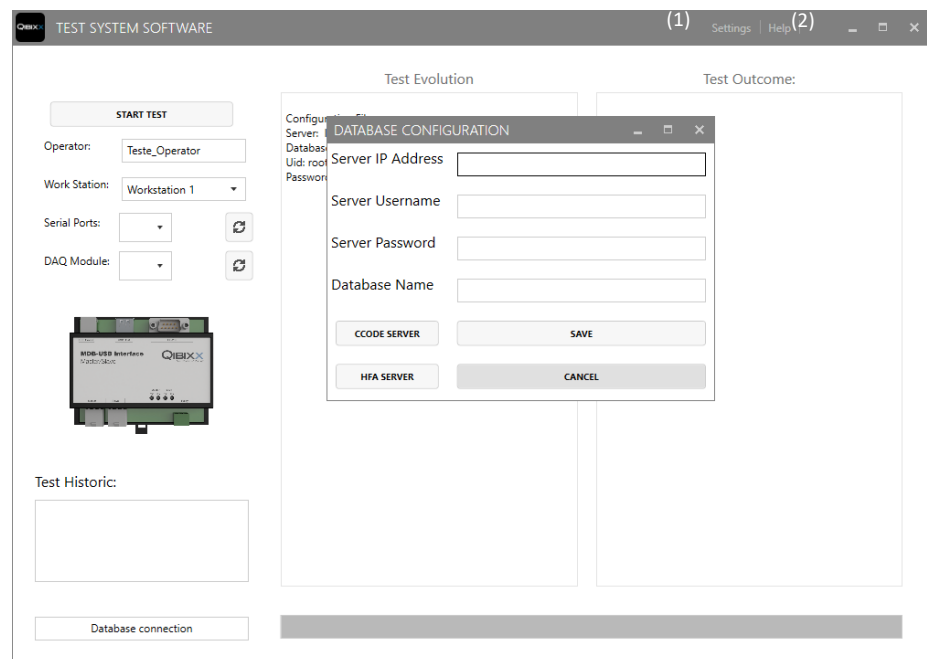 QIBIXX TEST SYSTEM SOFTWARE
(1) Settings Help (2)
Test Evolution
Test Outcome:
START TEST
Operator: Teste_Operator
Work Station: Workstation 1
Serial Ports:
DAQ Module:
MDB-USB Interface
Master/Slave
QIBIXX
Test Historic:
Database connection
Server:
Uid: root
DATABASE CONFIGURATION
Server IP Address
Server Username
Server Password
Database Name
CCODE SERVER
SAVE
HFA SERVER
CANCEL